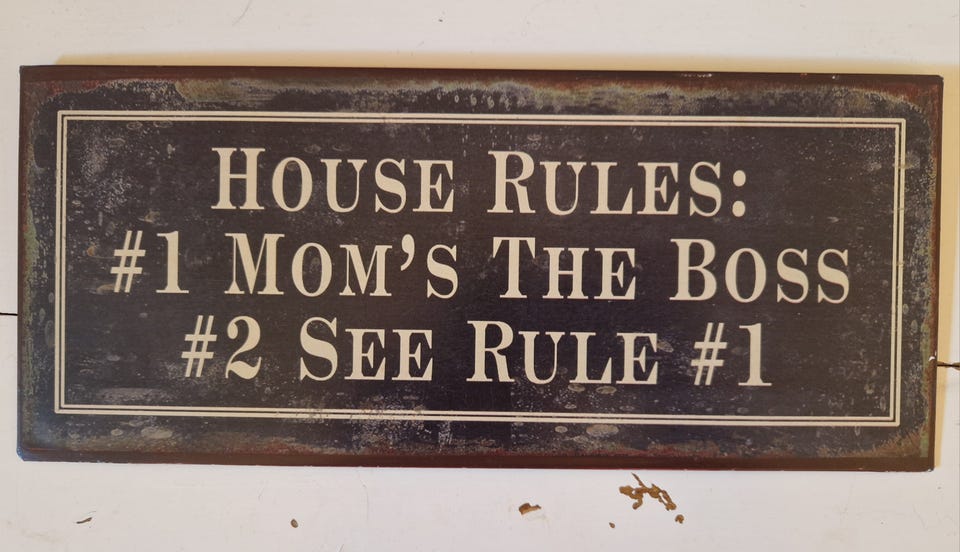 House Rules:
#1 Mom's The Boss
#2 See Rule #1